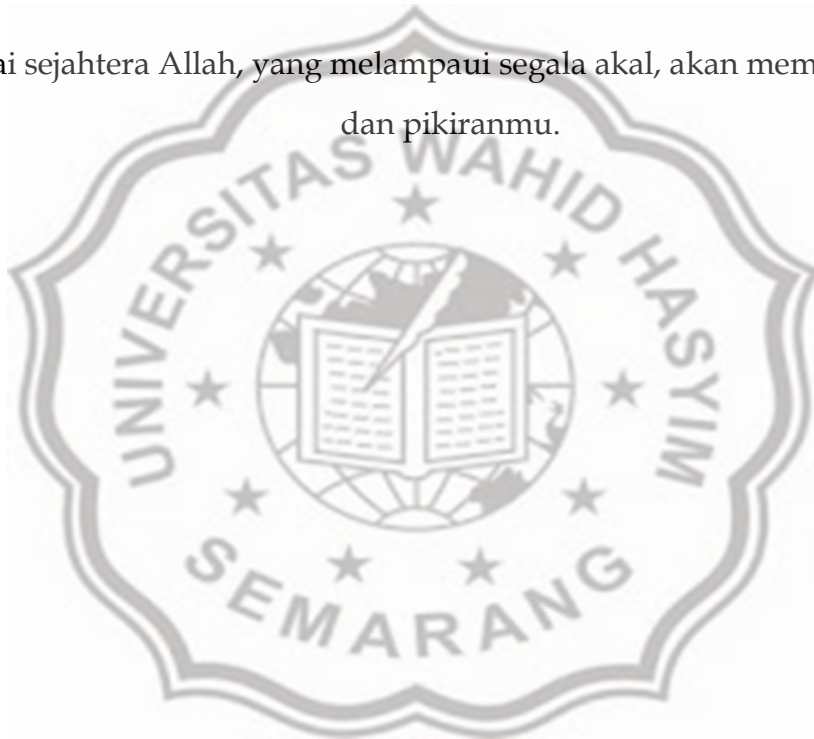 ai sejahtera Allah, yang melampaui segala akal, akan mem
dan pikiranmu.
UNIVERSITAS WAHID HASYIM
SEMARANG